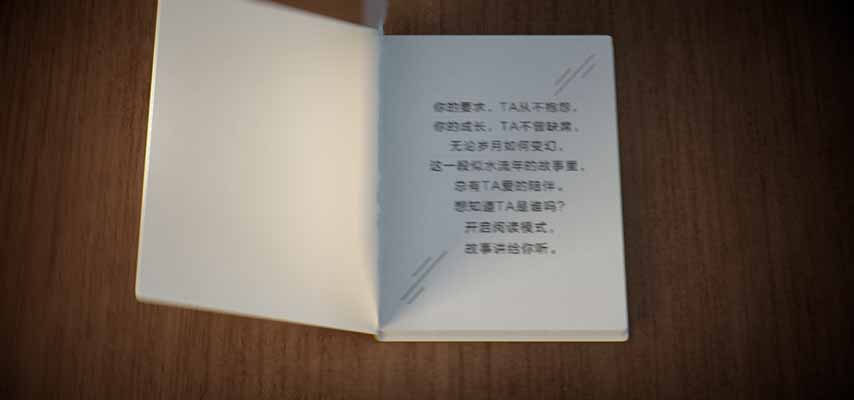 你的要求，TA从不抱怨。
你的成长，TA不曾缺席。
无论岁月如何变幻，
这一段似水流年的故事里，
总有TA爱的陪伴。
想知道TA是谁吗？
开启阅读模式，
故事讲给你听。